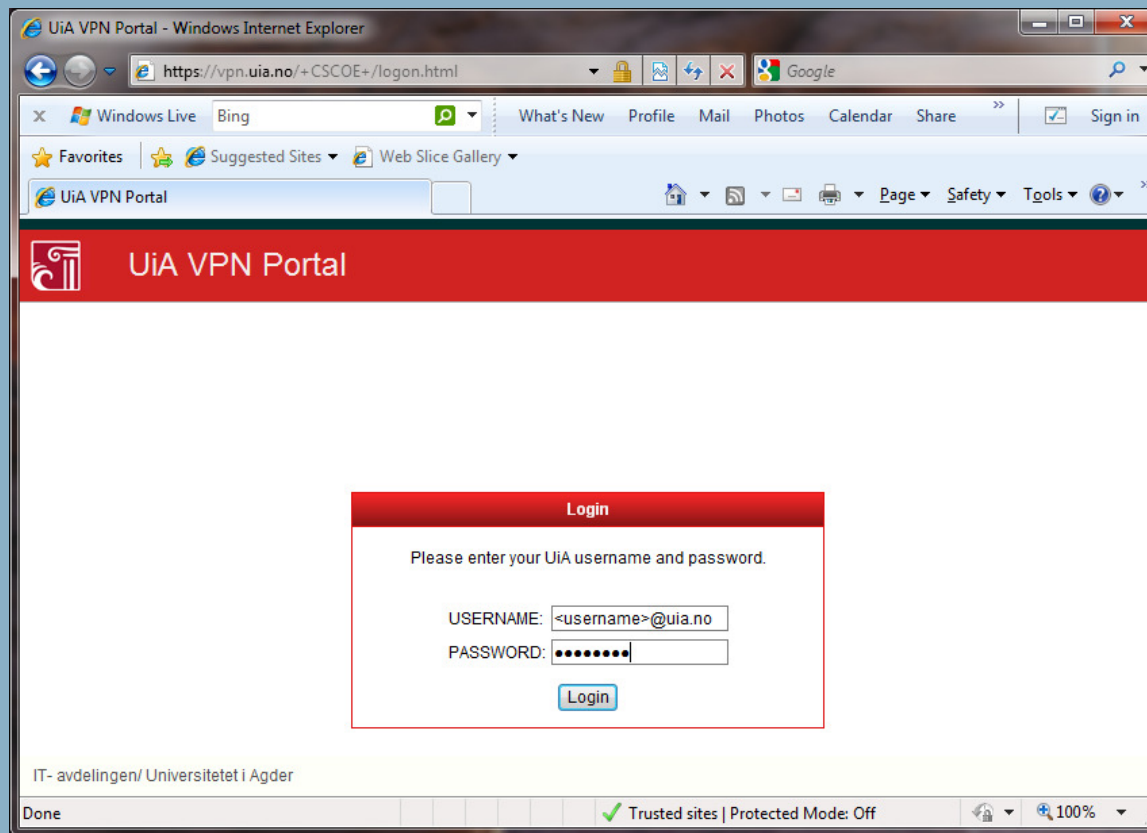 UiA VPN Portal - Windows Internet Explorer
https://vpn.uia.no/+CSCOE+/logon.html Google
x Windows Live Bing What's New Profile Mail Photos Calendar Share >> Sign in
Favorites Suggested Sites Web Slice Gallery
UiA VPN Portal Page Safety Tools >>
UiA VPN Portal
Login
Please enter your UiA username and password.
USERNAME: <username>@uia.no
PASSWORD: ••••••••
Login
IT- avdelingen/ Universitetet i Agder
Done Trusted sites | Protected Mode: Off 100%